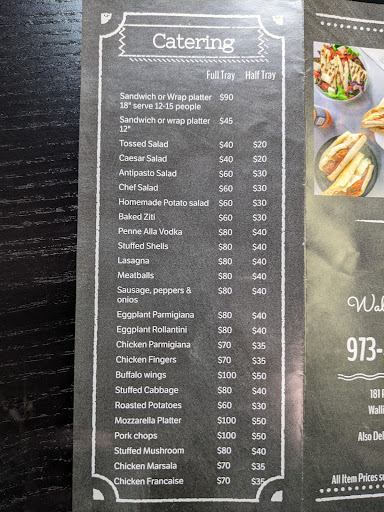 Catering
Full Tray Half Tray
Sandwich or Wrap platter $90
18" serve 12-15 people
Sandwich or wrap platter $45
12"
Tossed Salad $40 $20
Caesar Salad $40 $20
Antipasto Salad $60 $30
Chef Salad $60 $30
Homemade Potato salad $60 $30
Baked Ziti $60 $30
Penne Alla Vodka $80 $40
Stuffed Shells $80 $40
Lasagna $80 $40
Meatballs $80 $40
Sausage, peppers & $80 $40
onios
Eggplant Parmigiana $80 $40
Eggplant Rollantini $80 $40
Chicken Parmigiana $70 $35
Chicken Fingers $70 $35
Buffalo wings $100 $50
Stuffed Cabbage $80 $40
Roasted Potatoes $60 $30
Mozzarella Platter $100 $50
Pork chops $100 $50
Stuffed Mushroom $80 $40
Chicken Marsala $70 $35
Chicken Francaise $70 $35
Wal
973-
181
Walli
Also Del
All Item Prices s